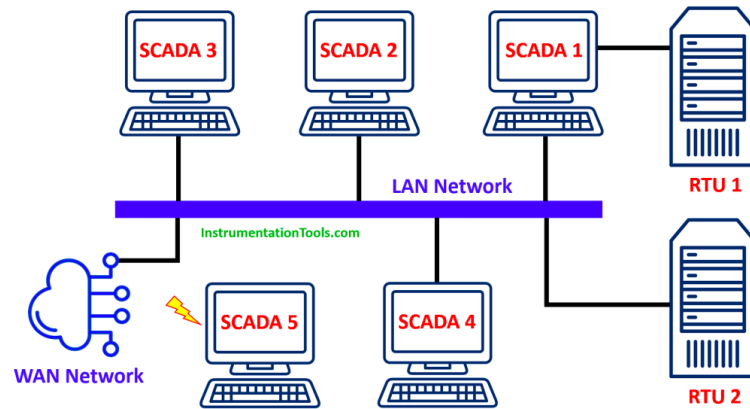 SCADA 3
SCADA 2
SCADA 1
RTU 1
LAN Network
InstrumentationTools.com
SCADA 5
SCADA 4
WAN Network
RTU 2